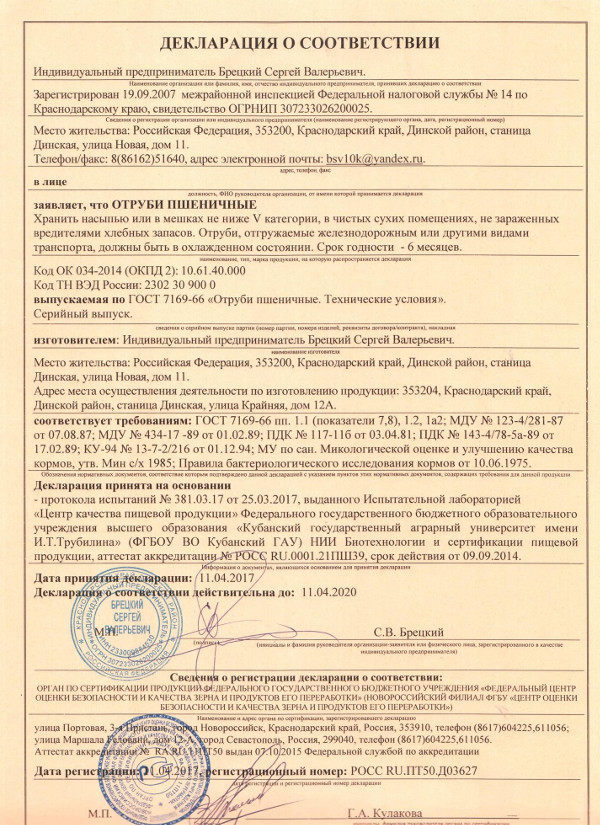 ДЕКЛАРАЦИЯ О СООТВЕТСТВИИ
Индивидуальный предприниматель Брецкий Сергей Валерьевич.
Наименование организации или фамилия, имя, отчество индивидуального предпринимателя, принявших декларацию о соответствии
Зарегистрирован 19.09.2007 межрайонной инспекцией Федеральной налоговой службы № 14 по
Краснодарскому краю, свидетельство ОГРНИП 307233026200025.
Сведения о регистрации организации или индивидуального предпринимателя (наименование регистрирующего органа, дата, регистрационный номер)
Место жительства: Российская Федерация, 353200, Краснодарский край, Динской район, станица
Динская, улица Новая, дом 11.
Телефон/факс: 8(86162)51640, адрес электронной почты: bsv10k@yandex.ru.
адрес, телефон, факс
в лице
должность, ФИО руководителя организации, от имени которой принимается декларация
заявляет, что ОТРУБИ ПШЕНИЧНЫЕ
Хранить насыпью или в мешках не ниже V категории, в чистых сухих помещениях, не зараженных
вредителями хлебных запасов. Отруби, отгружаемые железнодорожным или другими видами
транспорта, должны быть в охлажденном состоянии. Срок годности - 6 месяцев.
наименование, тип, марка продукции, на которую распространяется декларация
Код ОК 034-2014 (ОКПД 2): 10.61.40.000
Код ТН ВЭД России: 2302 30 900 0
выпускаемая по ГОСТ 7169-66 «Отруби пшеничные. Технические условия».
Серийный выпуск.
сведения о серийном выпуске партия (номер партии, номера изделий, реквизиты договора/контракта), накладная
изготовителем: Индивидуальный предприниматель Брецкий Сергей Валерьевич.
наименование изготовителя
Место жительства: Российская Федерация, 353200, Краснодарский край, Динской район, станица
Динская, улица Новая, дом 11.
Адрес места осуществления деятельности по изготовлению продукции: 353204, Краснодарский край,
Динской район, станица Динская, улица Крайняя, дом 12А.
соответствует требованиям: ГОСТ 7169-66 пп. 1.1 (показатели 7,8), 1.2, 1а2; МДУ № 123-4/281-87
от 07.08.87; МДУ № 434-17 -89 от 01.02.89; ПДК № 117-116 от 03.04.81; ПДК № 143-4/78-5а-89 от
17.02.89; КУ-94 № 13-7-2/216 от 01.12.94; МУ по сан. Микологической оценке и улучшению качества
кормов, утв. Мин с/х 1985; Правила бактериологического исследования кормов от 10.06.1975.
Обозначения нормативных документов, соответствие которым подтверждено данной декларацией с указанием пунктов этих нормативных документов, содержащих требования для данной продукции
Декларация принята на основании
- протокола испытаний № 381.03.17 от 25.03.2017, выданного Испытательной лабораторией
«Центр качества пищевой продукции» Федерального государственного бюджетного образовательного
учреждения высшего образования «Кубанский государственный аграрный университет имени
И.Т.Трубилина» (ФГБОУ ВО Кубанский ГАУ) НИИ Биотехнологии и сертификации пищевой
продукции, аттестат аккредитации № РОСС RU.0001.21ПШ39, срок действия от 09.09.2014.
Информация о документах, являющихся основанием для принятия декларации
Дата принятия декларации: 11.04.2017
Декларация о соответствии действительна до: 11.04.2020
БРЕЦКИЙ
СЕРГЕЙ
ВАЛЕРЬЕВИЧ
М.П. С.В. Брецкий
(подпись) (инициалы и фамилия руководителя организации-заявителя или физического лица, зарегистрированного в качестве
индивидуального предпринимателя)
Сведения о регистрации декларации о соответствии:
ОРГАН ПО СЕРТИФИКАЦИИ ПРОДУКЦИИ ФЕДЕРАЛЬНОГО ГОСУДАРСТВЕННОГО БЮДЖЕТНОГО УЧРЕЖДЕНИЯ «ФЕДЕРАЛЬНЫЙ ЦЕНТР
ОЦЕНКИ БЕЗОПАСНОСТИ И КАЧЕСТВА ЗЕРНА И ПРОДУКТОВ ЕГО ПЕРЕРАБОТКИ» (НОВОРОССИЙСКИЙ ФИЛИАЛ ФГБУ «ЦЕНТР ОЦЕНКИ
БЕЗОПАСНОСТИ И КАЧЕСТВА ЗЕРНА И ПРОДУКТОВ ЕГО ПЕРЕРАБОТКИ»)
Наименование и адрес органа по сертификации, зарегистрировавшего декларацию
улица Портовая, 3-я Пристань, город Новороссийск, Краснодарский край, Россия, 353910, телефон (8617)604225,611056;
улица Маршала Геловани, дом 12-А, город Севастополь, Россия, 299040, телефон (8617)604225,611056.
Аттестат аккредитации № RA.RU.11ПТ50 выдан 07.10.2015 Федеральной службой по аккредитации
Дата регистрации: 11.04.2017, регистрационный номер: РОСС RU.ПТ50.Д03627
дата регистрации и регистрационный номер декларации
М.П. Г.А. Кулакова